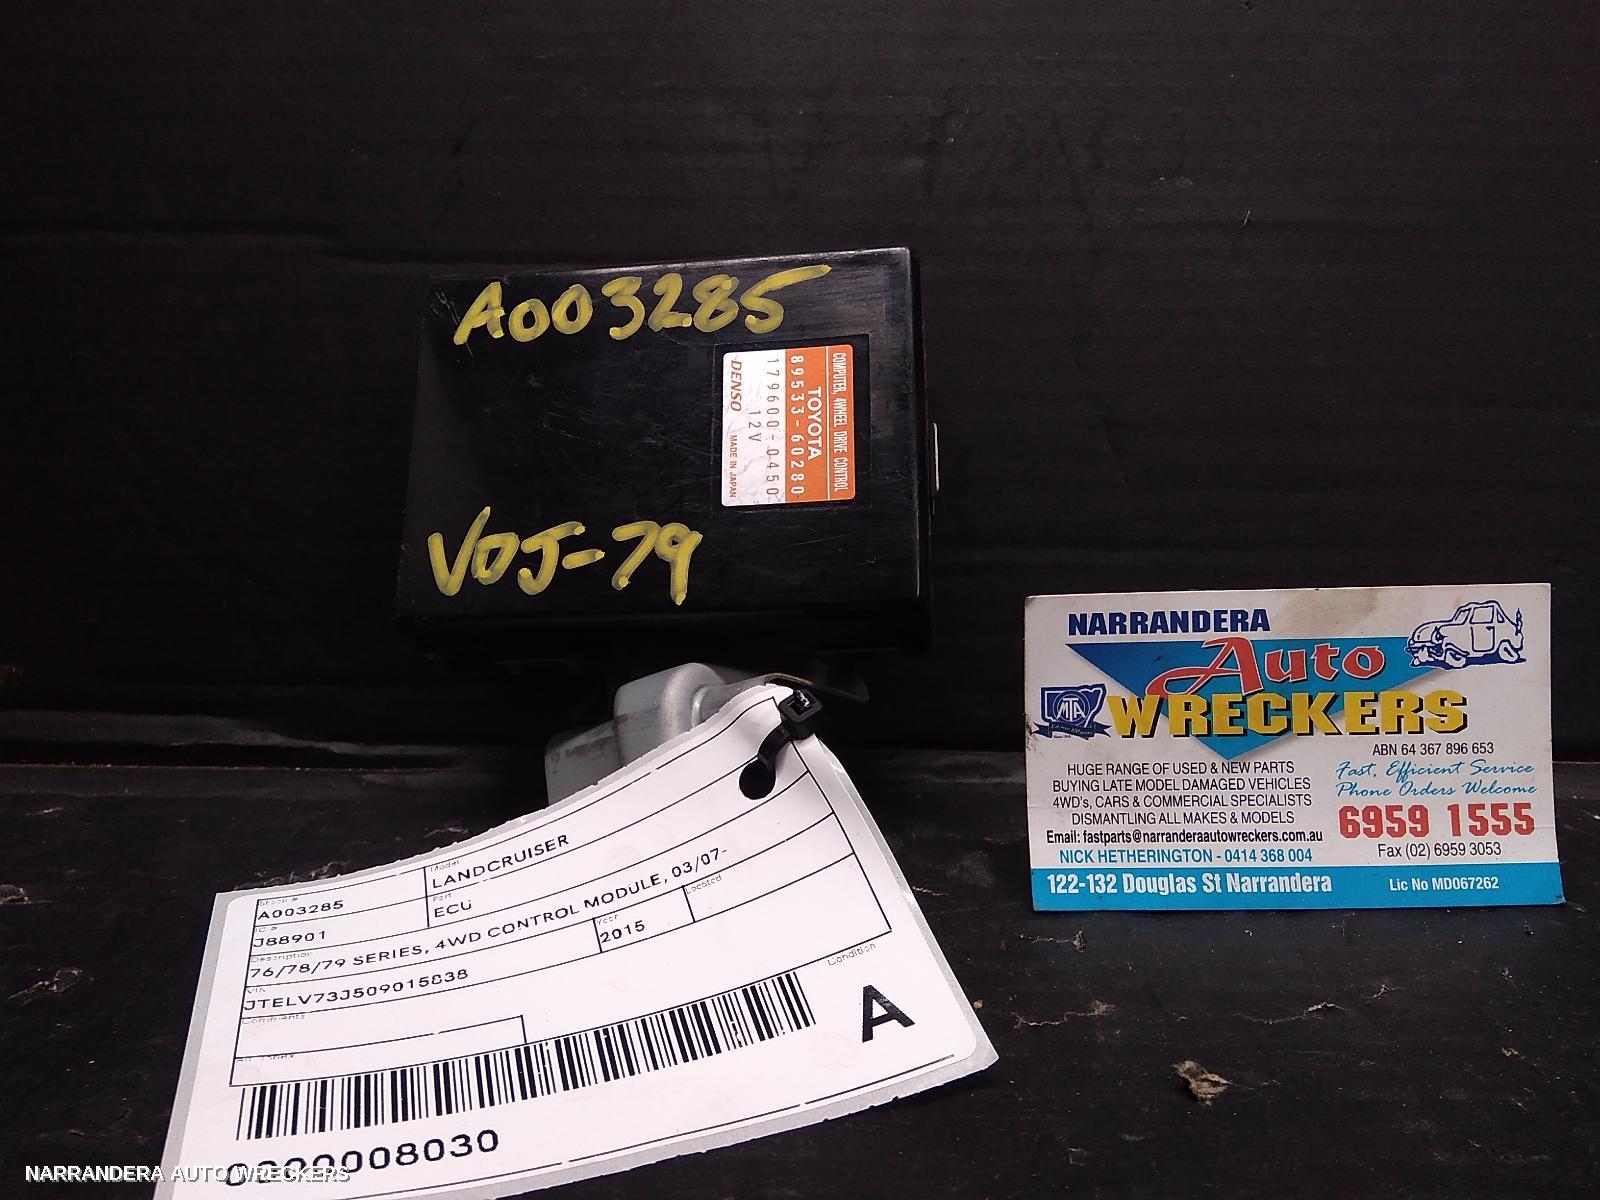 A003285
COMPUTER, 4WHEEL DRIVE CONTROL
TOYOTA
89533-60280
179600-0450
12V
DENSO MADE IN JAPAN
VDJ-79
Stock #
A003285
Model
LANDCRUISER
IC #
J88901
Part
ECU
Description
76/78/79 SERIES, 4WD CONTROL MODULE, 03/07-
VIN
JTELV73J509015838
Year
2015
Located
Comments
Condition
A
NARRANDERA
Auto
WRECKERS
MTA
ABN 64 367 896 653
HUGE RANGE OF USED & NEW PARTS
BUYING LATE MODEL DAMAGED VEHICLES
4WD's, CARS & COMMERCIAL SPECIALISTS
DISMANTLING ALL MAKES & MODELS
Email: fastparts@narranderaautowreckers.com.au
NICK HETHERINGTON - 0414 368 004
Fast, Efficient Service
Phone Orders Welcome
6959 1555
Fax (02) 6959 3053
122-132 Douglas St Narrandera
Lic No MD067262
NARRANDERA AUTO WRECKERS